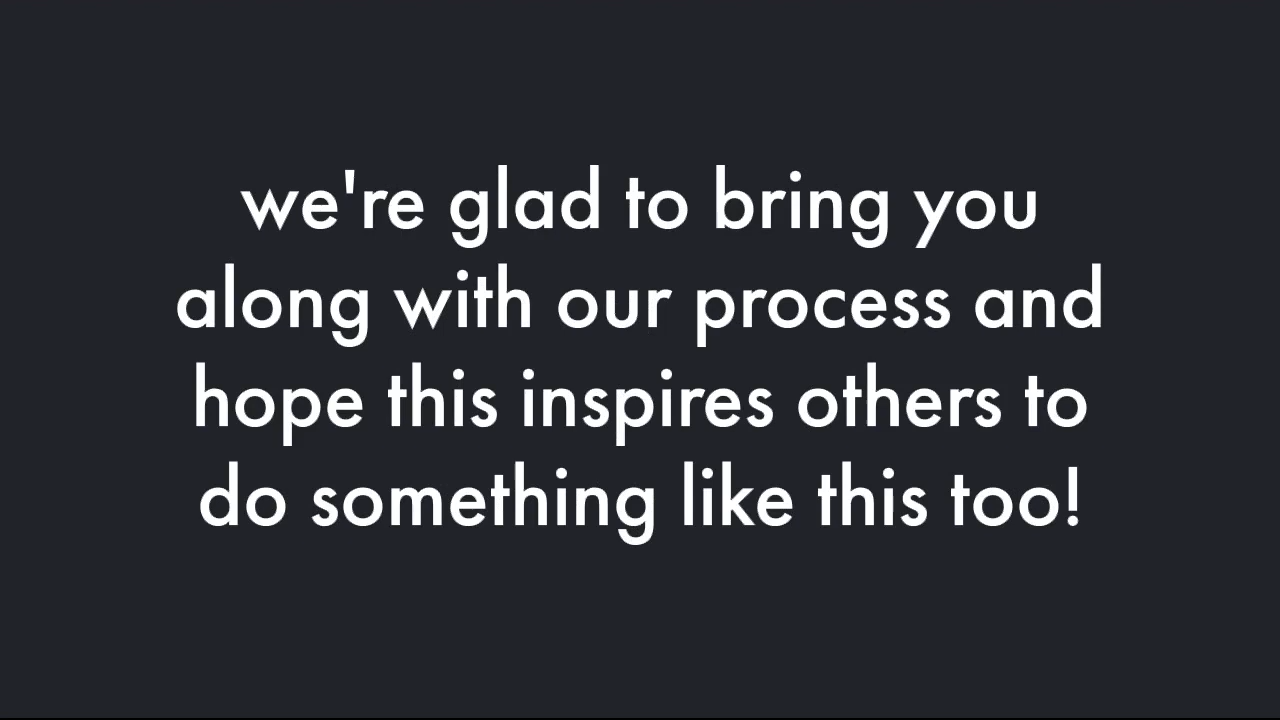 we're glad to bring you
along with our process and
hope this inspires others to
do something like this too!